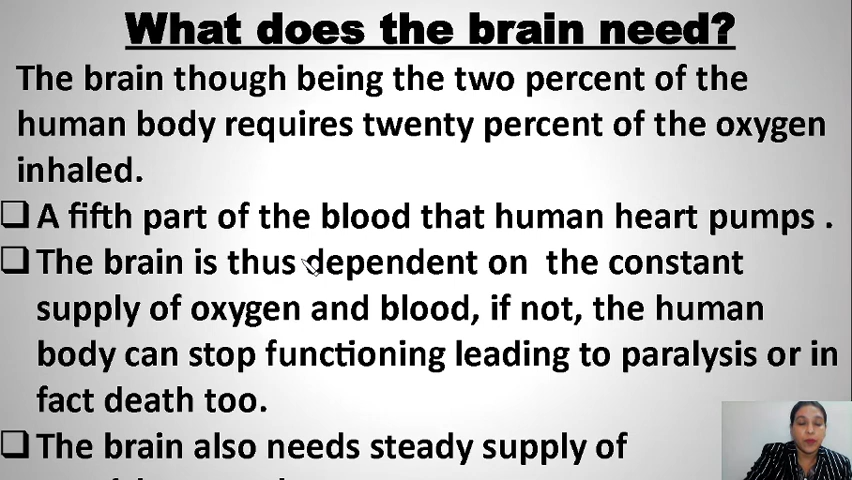 What does the brain need?
The brain though being the two percent of the
human body requires twenty percent of the oxygen
inhaled.
❑ A fifth part of the blood that human heart pumps .
❑ The brain is thus dependent on the constant
supply of oxygen and blood, if not, the human
body can stop functioning leading to paralysis or in
fact death too.
❑ The brain also needs steady supply of